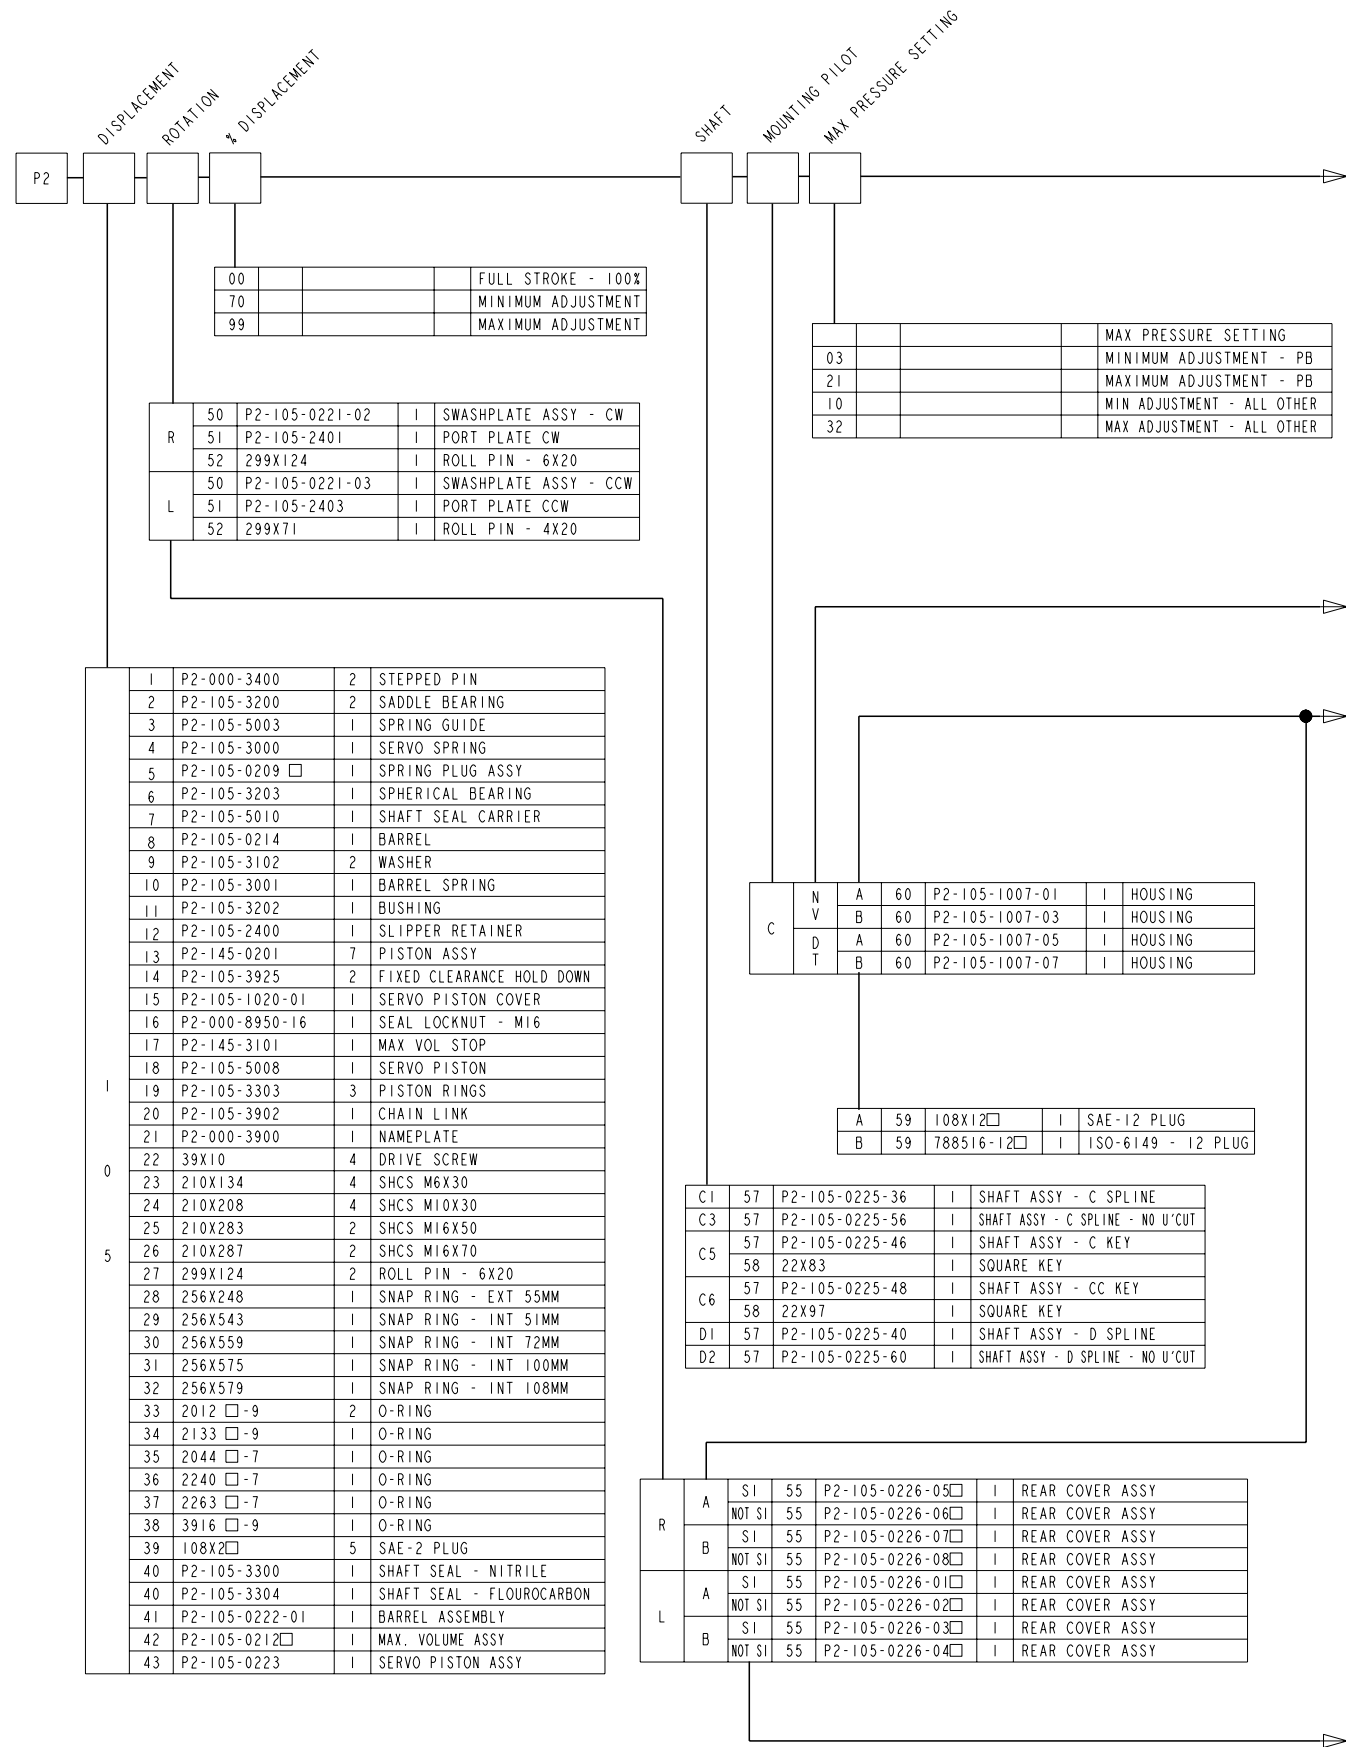 DISPLACEMENT
ROTATION
% DISPLACEMENT
SHAFT
MOUNTING PILOT
MAX PRESSURE SETTING
P2
00 FULL STROKE - 100%
70 MINIMUM ADJUSTMENT
99 MAXIMUM ADJUSTMENT
MAX PRESSURE SETTING
03 MINIMUM ADJUSTMENT - PB
21 MAXIMUM ADJUSTMENT - PB
10 MIN ADJUSTMENT - ALL OTHER
32 MAX ADJUSTMENT - ALL OTHER
R
50 P2-105-0221-02 1 SWASHPLATE ASSY - CW
51 P2-105-2401 1 PORT PLATE CW
52 299X124 1 ROLL PIN - 6X20
L
50 P2-105-0221-03 1 SWASHPLATE ASSY - CCW
51 P2-105-2403 1 PORT PLATE CCW
52 299X71 1 ROLL PIN - 4X20
105
1 P2-000-3400 2 STEPPED PIN
2 P2-105-3200 2 SADDLE BEARING
3 P2-105-5003 1 SPRING GUIDE
4 P2-105-3000 1 SERVO SPRING
5 P2-105-0209 □ 1 SPRING PLUG ASSY
6 P2-105-3203 1 SPHERICAL BEARING
7 P2-105-5010 1 SHAFT SEAL CARRIER
8 P2-105-0214 1 BARREL
9 P2-105-3102 2 WASHER
10 P2-105-3001 1 BARREL SPRING
11 P2-105-3202 1 BUSHING
12 P2-105-2400 1 SLIPPER RETAINER
13 P2-145-0201 7 PISTON ASSY
14 P2-105-3925 2 FIXED CLEARANCE HOLD DOWN
15 P2-105-1020-01 1 SERVO PISTON COVER
16 P2-000-8950-16 1 SEAL LOCKNUT - M16
17 P2-145-3101 1 MAX VOL STOP
18 P2-105-5008 1 SERVO PISTON
19 P2-105-3303 3 PISTON RINGS
20 P2-105-3902 1 CHAIN LINK
21 P2-000-3900 1 NAMEPLATE
22 39X10 4 DRIVE SCREW
23 210X134 4 SHCS M6X30
24 210X208 4 SHCS M10X30
25 210X283 2 SHCS M16X50
26 210X287 2 SHCS M16X70
27 299X124 2 ROLL PIN - 6X20
28 256X248 1 SNAP RING - EXT 55MM
29 256X543 1 SNAP RING - INT 51MM
30 256X559 1 SNAP RING - INT 72MM
31 256X575 1 SNAP RING - INT 100MM
32 256X579 1 SNAP RING - INT 108MM
33 2012 □ -9 2 O-RING
34 2133 □ -9 1 O-RING
35 2044 □ -7 1 O-RING
36 2240 □ -7 1 O-RING
37 2263 □ -7 1 O-RING
38 3916 □ -9 1 O-RING
39 108X2□ 5 SAE-2 PLUG
40 P2-105-3300 1 SHAFT SEAL - NITRILE
40 P2-105-3304 1 SHAFT SEAL - FLOUROCARBON
41 P2-105-0222-01 1 BARREL ASSEMBLY
42 P2-105-0212□ 1 MAX. VOLUME ASSY
43 P2-105-0223 1 SERVO PISTON ASSY
C
NV
A 60 P2-105-1007-01 1 HOUSING
B 60 P2-105-1007-03 1 HOUSING
DT
A 60 P2-105-1007-05 1 HOUSING
B 60 P2-105-1007-07 1 HOUSING
A 59 108X12□ 1 SAE-12 PLUG
B 59 788516-12□ 1 ISO-6149 - 12 PLUG
C1 57 P2-105-0225-36 1 SHAFT ASSY - C SPLINE
C3 57 P2-105-0225-56 1 SHAFT ASSY - C SPLINE - NO U'CUT
C5
57 P2-105-0225-46 1 SHAFT ASSY - C KEY
58 22X83 1 SQUARE KEY
C6
57 P2-105-0225-48 1 SHAFT ASSY - CC KEY
58 22X97 1 SQUARE KEY
D1 57 P2-105-0225-40 1 SHAFT ASSY - D SPLINE
D2 57 P2-105-0225-60 1 SHAFT ASSY - D SPLINE - NO U'CUT
R
A
S1 55 P2-105-0226-05□ 1 REAR COVER ASSY
NOT S1 55 P2-105-0226-06□ 1 REAR COVER ASSY
B
S1 55 P2-105-0226-07□ 1 REAR COVER ASSY
NOT S1 55 P2-105-0226-08□ 1 REAR COVER ASSY
L
A
S1 55 P2-105-0226-01□ 1 REAR COVER ASSY
NOT S1 55 P2-105-0226-02□ 1 REAR COVER ASSY
B
S1 55 P2-105-0226-03□ 1 REAR COVER ASSY
NOT S1 55 P2-105-0226-04□ 1 REAR COVER ASSY